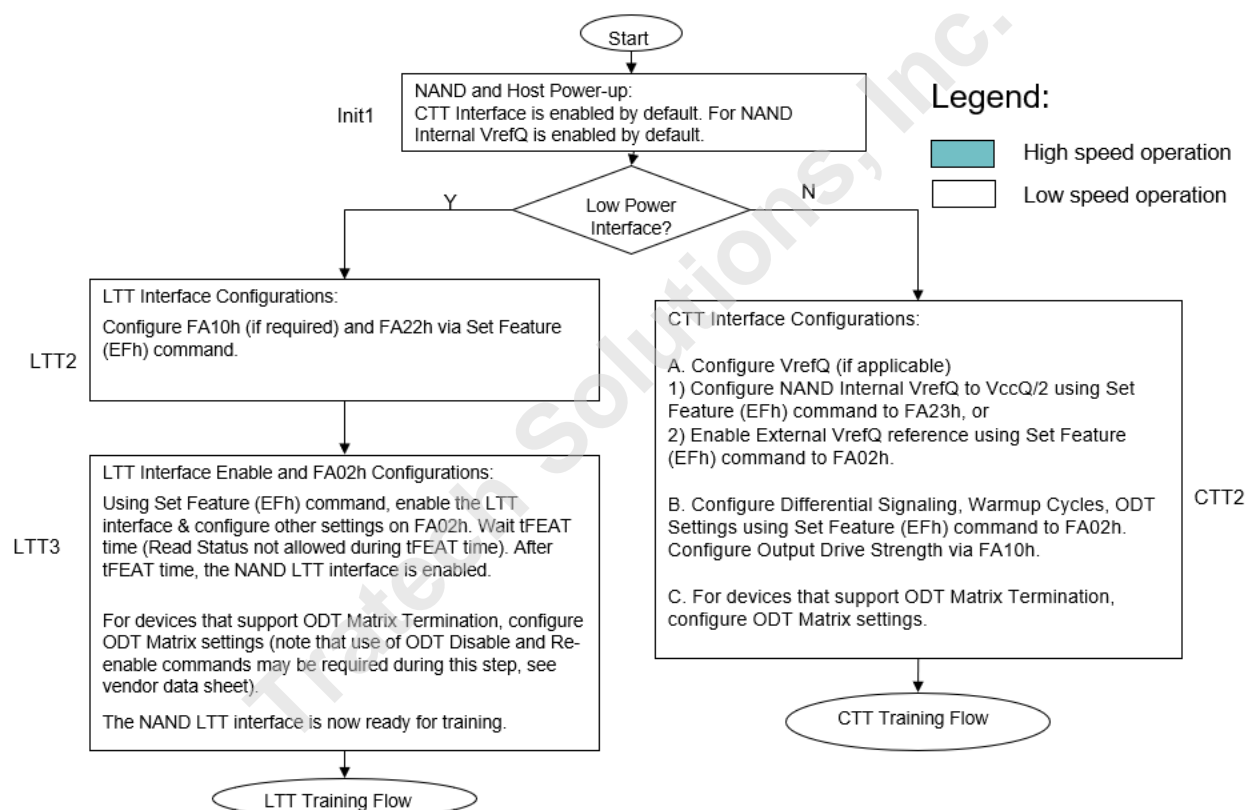 Start
Init1
NAND and Host Power-up:
CTT Interface is enabled by default. For NAND
Internal VrefQ is enabled by default.
Legend:
High speed operation
Low speed operation
Y
Low Power
Interface?
N
LTT2
LTT Interface Configurations:
Configure FA10h (if required) and FA22h via Set Feature
(EFh) command.
LTT3
LTT Interface Enable and FA02h Configurations:
Using Set Feature (EFh) command, enable the LTT
interface & configure other settings on FA02h. Wait tFEAT
time (Read Status not allowed during tFEAT time). After
tFEAT time, the NAND LTT interface is enabled.
For devices that support ODT Matrix Termination, configure
ODT Matrix settings (note that use of ODT Disable and Re-
enable commands may be required during this step, see
vendor data sheet).
The NAND LTT interface is now ready for training.
LTT Training Flow
CTT Interface Configurations:
A. Configure VrefQ (if applicable)
1) Configure NAND Internal VrefQ to VccQ/2 using Set
Feature (EFh) command to FA23h, or
2) Enable External VrefQ reference using Set Feature
(EFh) command to FA02h.
CTT2
B. Configure Differential Signaling, Warmup Cycles, ODT
Settings using Set Feature (EFh) command to FA02h.
Configure Output Drive Strength via FA10h.
C. For devices that support ODT Matrix Termination,
configure ODT Matrix settings.
CTT Training Flow
Tratech Solutions, Inc.